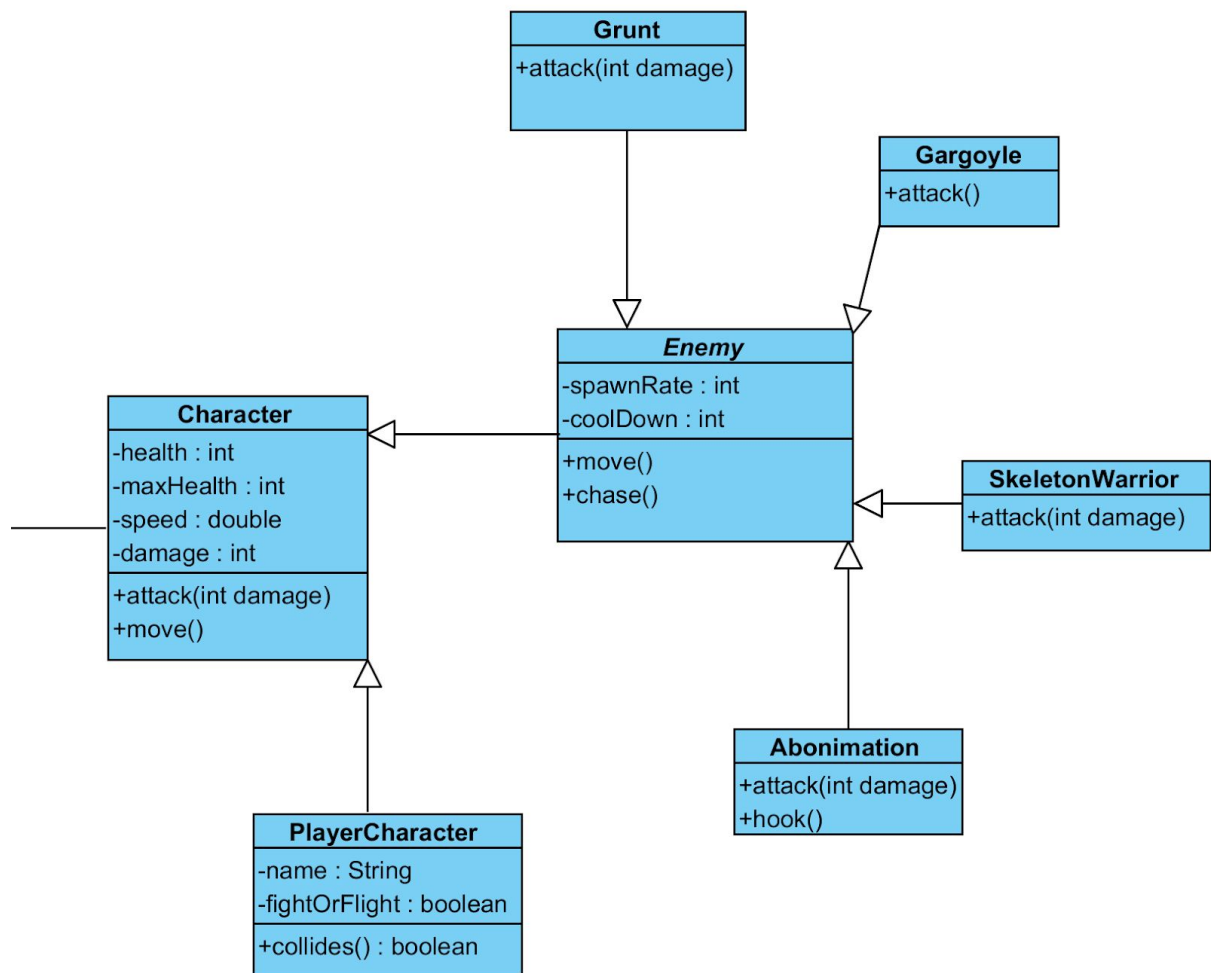 Grunt
+attack(int damage)
Gargoyle
+attack()
Enemy
-spawnRate : int
-coolDown : int
+move()
+chase()
Character
-health : int
-maxHealth : int
-speed : double
-damage : int
+attack(int damage)
+move()
SkeletonWarrior
+attack(int damage)
Abonimation
+attack(int damage)
+hook()
PlayerCharacter
-name : String
-fightOrFlight : boolean
+collides() : boolean